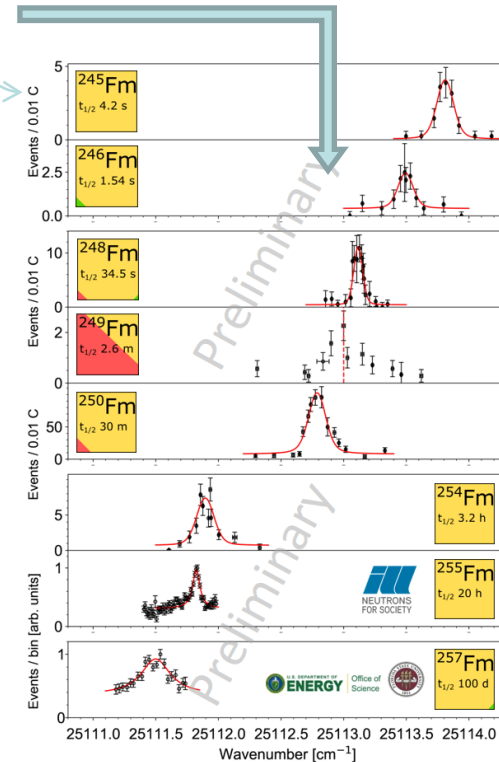 5
245Fm
t1/2 4.2 s
Events / 0.01 C
0
246Fm
t1/2 1.54 s
2.5
0.0
Preliminary
10
248Fm
t1/2 34.5 s
Events / 0.01 C
0
249Fm
t1/2 2.6 m
2
0
250Fm
t1/2 30 m
50
Events / 0.01 C
0
254Fm
t1/2 3.2 h
5
0
Preliminary
1
255Fm
t1/2 20 h
NEUTRONS
FOR SOCIETY
0
Events / bin [arb. units]
1
257Fm
t1/2 100 d
U.S. DEPARTMENT OF
ENERGY
Office of
Science
0
25111.0 25111.5 25112.0 25112.5 25113.0 25113.5 25114.0
Wavenumber [cm−1]